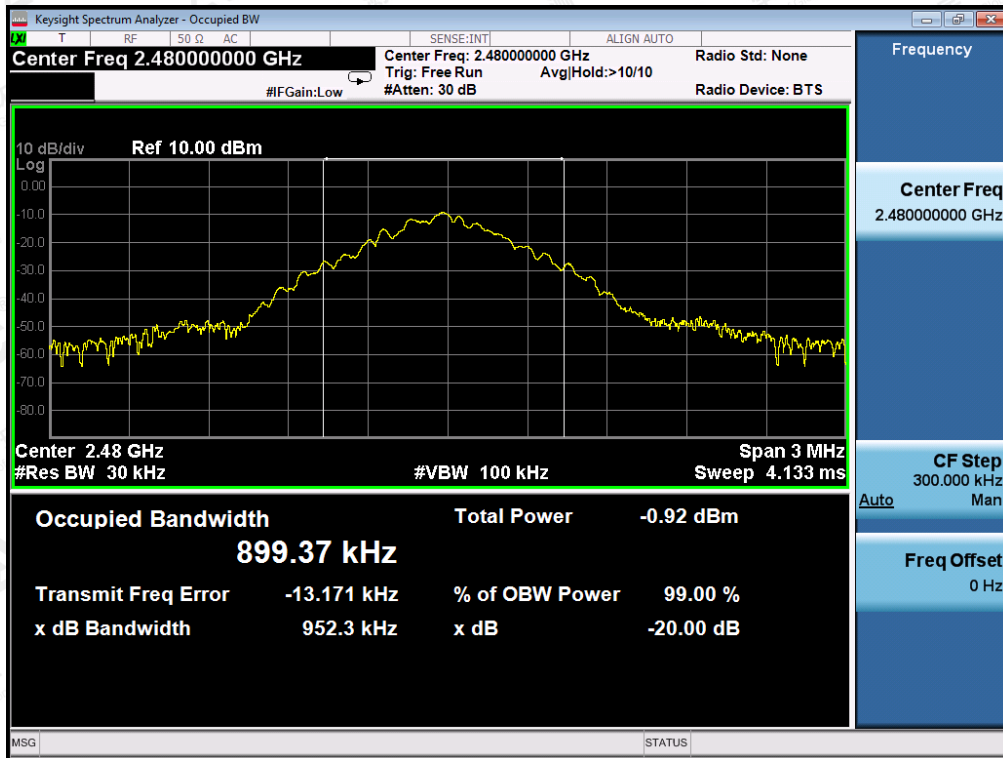 Keysight Spectrum Analyzer - Occupied BW
LXI T RF 50 Ω AC SENSE:INT ALIGN AUTO
Center Freq 2.480000000 GHz
#IFGain:Low
Center Freq: 2.480000000 GHz
Trig: Free Run Avg|Hold:>10/10
#Atten: 30 dB
Radio Std: None
Radio Device: BTS
10 dB/div Ref 10.00 dBm
Log
0.00
-10.0
-20.0
-30.0
-40.0
-50.0
-60.0
-70.0
-80.0
Center 2.48 GHz Span 3 MHz
#Res BW 30 kHz #VBW 100 kHz Sweep 4.133 ms
Occupied Bandwidth Total Power -0.92 dBm
899.37 kHz
Transmit Freq Error -13.171 kHz % of OBW Power 99.00 %
x dB Bandwidth 952.3 kHz x dB -20.00 dB
Frequency
Center Freq
2.480000000 GHz
CF Step
300.000 kHz
Auto Man
Freq Offset
0 Hz
MSG STATUS